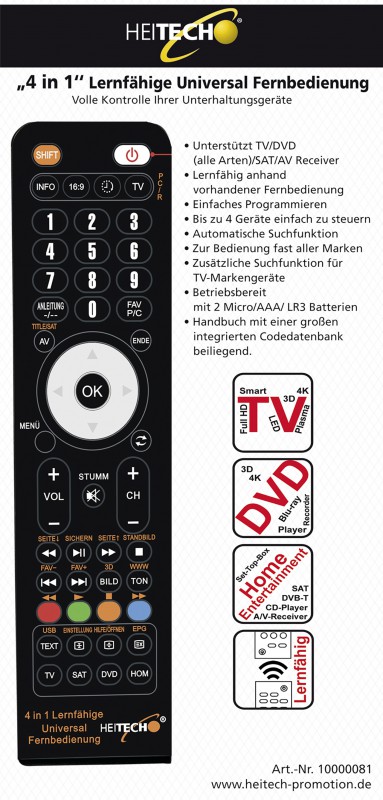 HEITECH®
„4 in 1“ Lernfähige Universal Fernbedienung
Volle Kontrolle Ihrer Unterhaltungsgeräte
• Unterstützt TV/DVD
(alle Arten)/SAT/AV Receiver
• Lernfähig anhand
vorhandener Fernbedienung
• Einfaches Programmieren
• Bis zu 4 Geräte einfach zu steuern
• Automatische Suchfunktion
• Zur Bedienung fast aller Marken
• Zusätzliche Suchfunktion für
TV-Markengeräte
• Betriebsbereit
mit 2 Micro/AAA/ LR3 Batterien
• Handbuch mit einer großen
integrierten Codedatenbank
beiliegend.
SHIFT
PC/R
INFO 16:9 TV
1 2 3
4 5 6
7 8 9
ANLEITUNG -/-- 0 FAV P/C
TITLE/SAT
AV ENDE
OK
MENÜ
+ STUMM +
VOL CH
− −
SEITE↓ SICHERN SEITE↑ STANDBILD
FAV− FAV+ 3D WWW
BILD TON
USB EINSTELLUNG HILFE/ÖFFNEN EPG
TEXT
TV SAT DVD HOM
4 in 1 Lernfähige
Universal
Fernbedienung
HEITECH®
Smart 4K
3D
Full HD TV LED Plasma
3D
4K
DVD Blu-ray
Player Recorder
Set-Top-Box
Home
Entertainment
SAT
DVB-T
CD-Player
A/V-Receiver
Lernfähig
Art.-Nr. 10000081
www.heitech-promotion.de